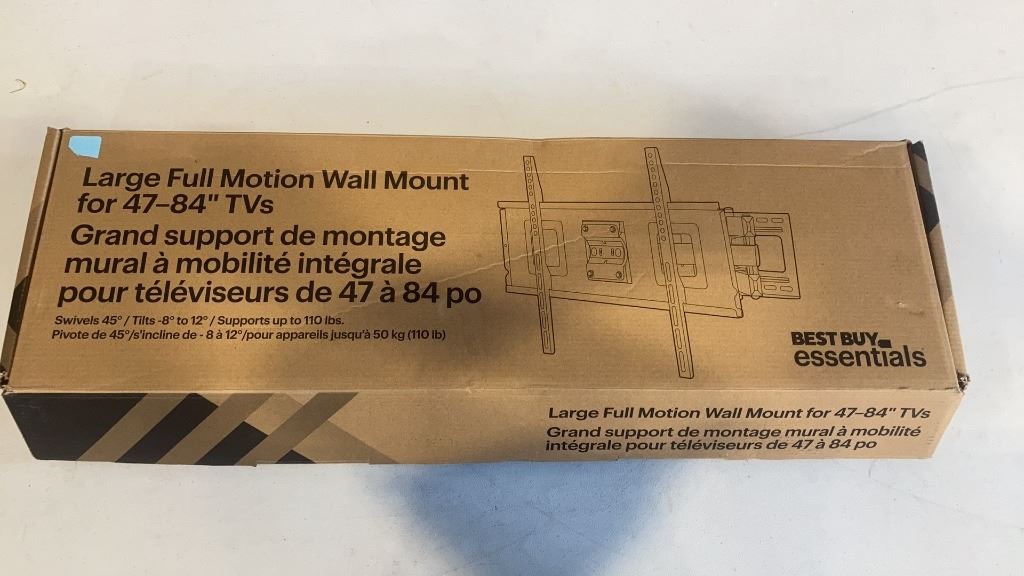 Large Full Motion Wall Mount
for 47–84" TVs
Grand support de montage
mural à mobilité intégrale
pour téléviseurs de 47 à 84 po
Swivels 45° / Tilts -8° to 12° / Supports up to 110 lbs.
Pivote de 45°/s'incline de - 8 à 12°/pour appareils jusqu'à 50 kg (110 lb)
BEST BUY
essentials
Large Full Motion Wall Mount for 47–84" TVs
Grand support de montage mural à mobilité
intégrale pour téléviseurs de 47 à 84 po